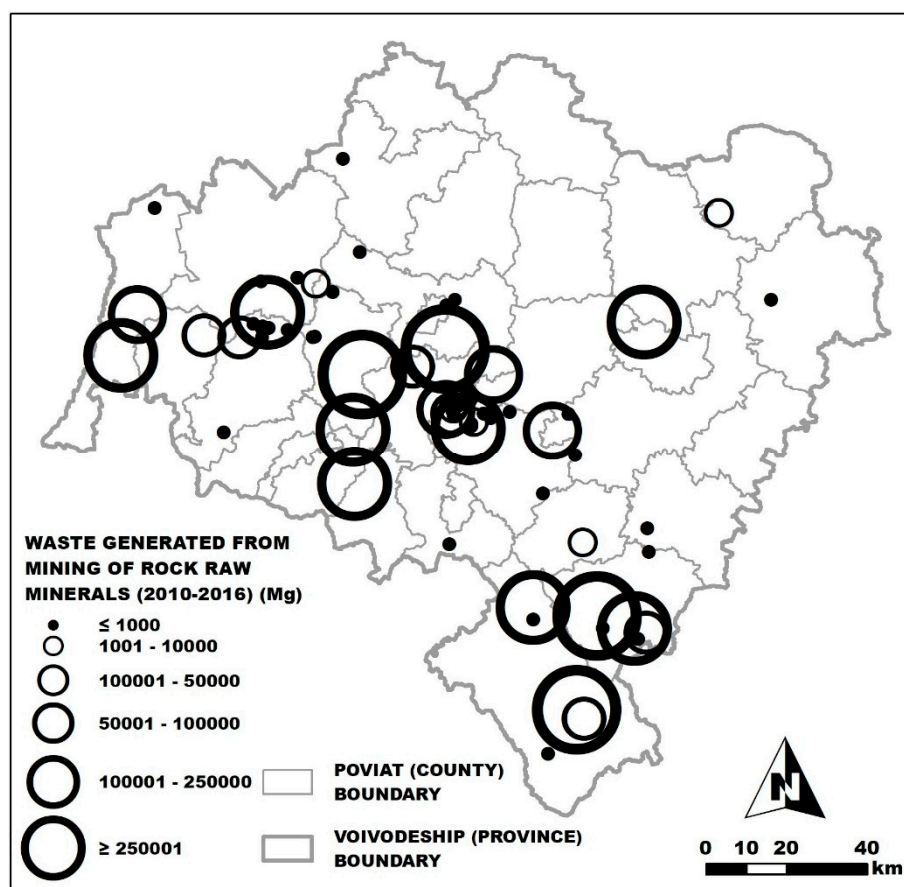 WASTE GENERATED FROM
MINING OF ROCK RAW
MINERALS (2010-2016) (Mg)
≤ 1000
1001 - 10000
100001 - 50000
50001 - 100000
100001 - 250000
≥ 250001
POVIAT (COUNTY)
BOUNDARY
VOIVODESHIP (PROVINCE)
BOUNDARY
N
0 10 20 40
km